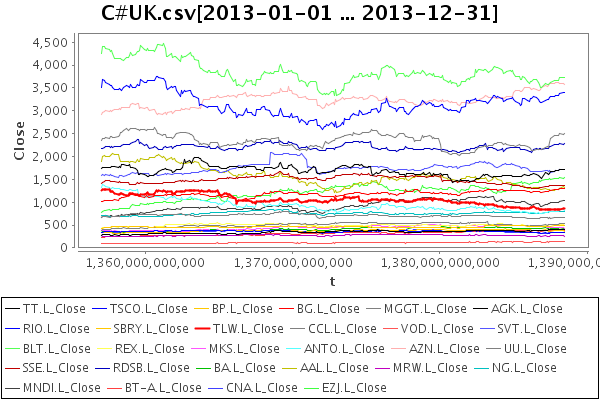 C#UK.csv[2013-01-01 ... 2013-12-31]
Close
4,500
4,000
3,500
3,000
2,500
2,000
1,500
1,000
500
0
1,360,000,000,000 1,370,000,000,000 1,380,000,000,000 1,390,000,000,000
t
TT.L_Close TSCO.L_Close BP.L_Close BG.L_Close MGGT.L_Close AGK.L_Close
RIO.L_Close SBRY.L_Close TLW.L_Close CCL.L_Close VOD.L_Close SVT.L_Close
BLT.L_Close REX.L_Close MKS.L_Close ANTO.L_Close AZN.L_Close UU.L_Close
SSE.L_Close RDSB.L_Close BA.L_Close AAL.L_Close MRW.L_Close NG.L_Close
MNDI.L_Close BT-A.L_Close CNA.L_Close EZJ.L_Close